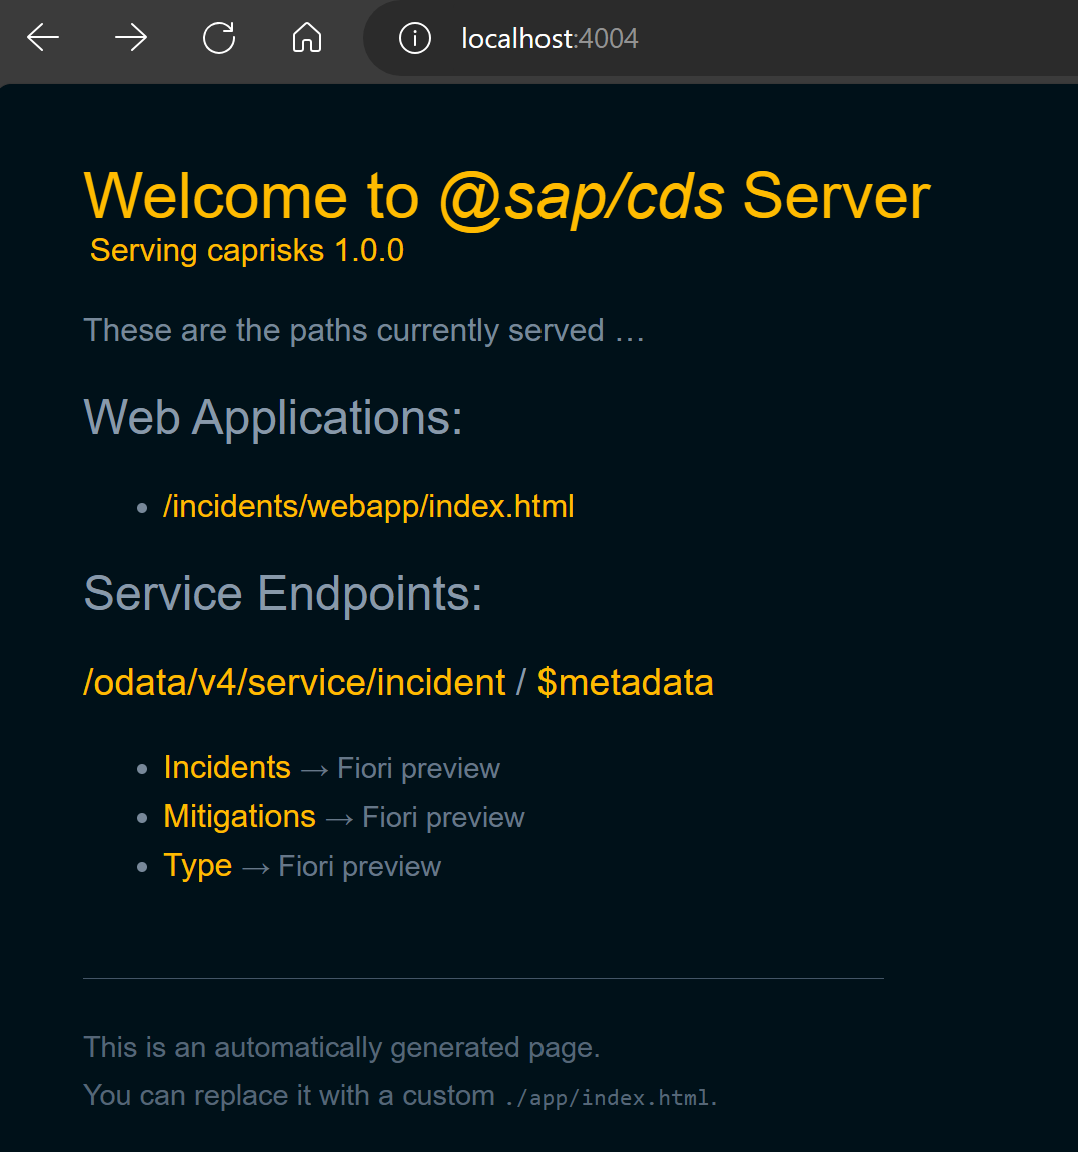 localhost:4004
Welcome to @sap/cds Server
Serving caprisks 1.0.0
These are the paths currently served …
Web Applications:
/incidents/webapp/index.html
Service Endpoints:
/odata/v4/service/incident / $metadata
Incidents → Fiori preview
Mitigations → Fiori preview
Type → Fiori preview
This is an automatically generated page.
You can replace it with a custom ./app/index.html.